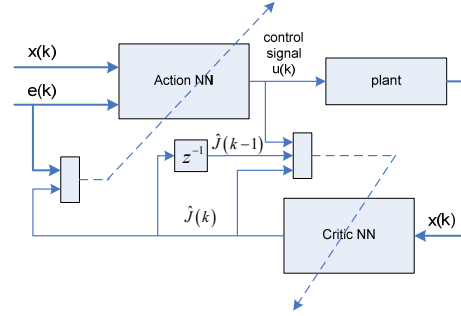 x(k)
control
signal
u(k)
Action NN
plant
e(k)
Ĵ(k−1)
z⁻¹
Ĵ(k)
x(k)
Critic NN